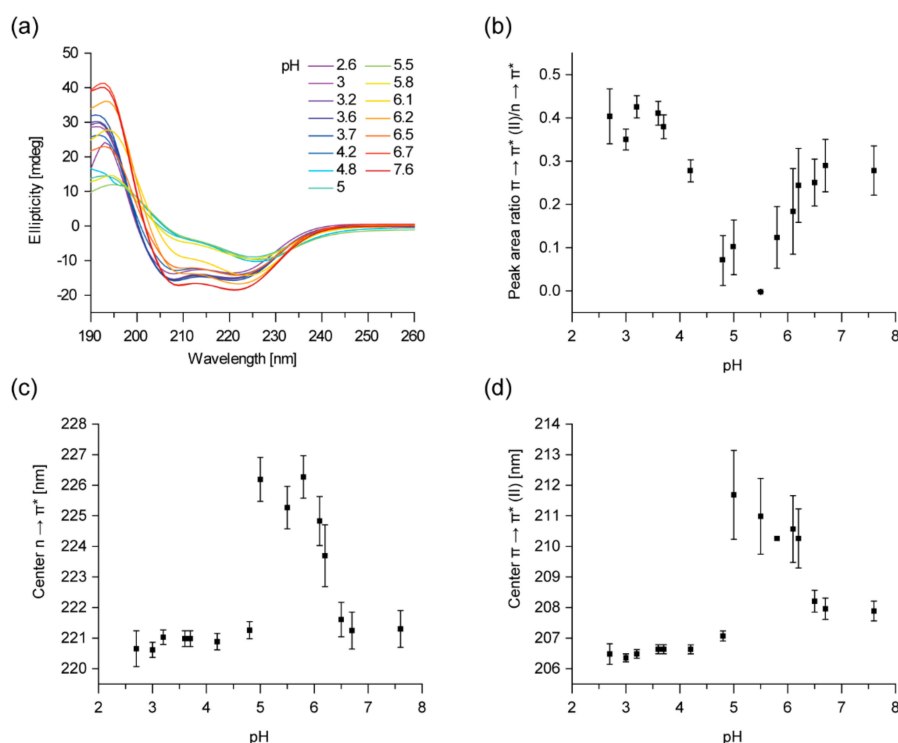 (a)
50
40
30
20
10
0
-10
-20
Ellipticity [mdeg]
190 200 210 220 230 240 250 260
Wavelength [nm]
pH
2.6 5.5
3 5.8
3.2 6.1
3.6 6.2
3.7 6.5
4.2 6.7
4.8 7.6
5
(b)
0.5
0.4
0.3
0.2
0.1
0.0
Peak area ratio π → π* (II)/n → π*
2 3 4 5 6 7 8
pH
(c)
228
227
226
225
224
223
222
221
220
Center n → π* [nm]
2 3 4 5 6 7 8
pH
(d)
214
213
212
211
210
209
208
207
206
Center π → π* (II) [nm]
2 3 4 5 6 7 8
pH